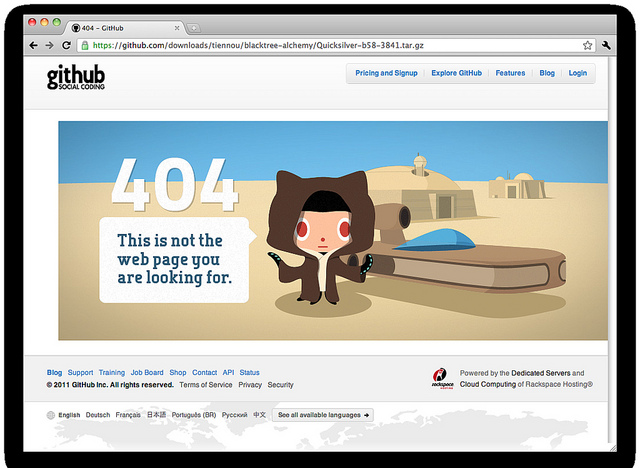 404 – GitHub
https://github.com/downloads/tiennou/blacktree-alchemy/Quicksilver-b58-3841.tar.gz
github
SOCIAL CODING
Pricing and Signup Explore GitHub Features Blog Login
404
This is not the
web page you
are looking for.
Blog Support Training Job Board Shop Contact API Status
© 2011 GitHub Inc. All rights reserved. Terms of Service Privacy Security
rackspace
HOSTING
Powered by the Dedicated Servers and
Cloud Computing of Rackspace Hosting®
English Deutsch Français 日本語 Português (BR) Русский 中文 See all available languages →